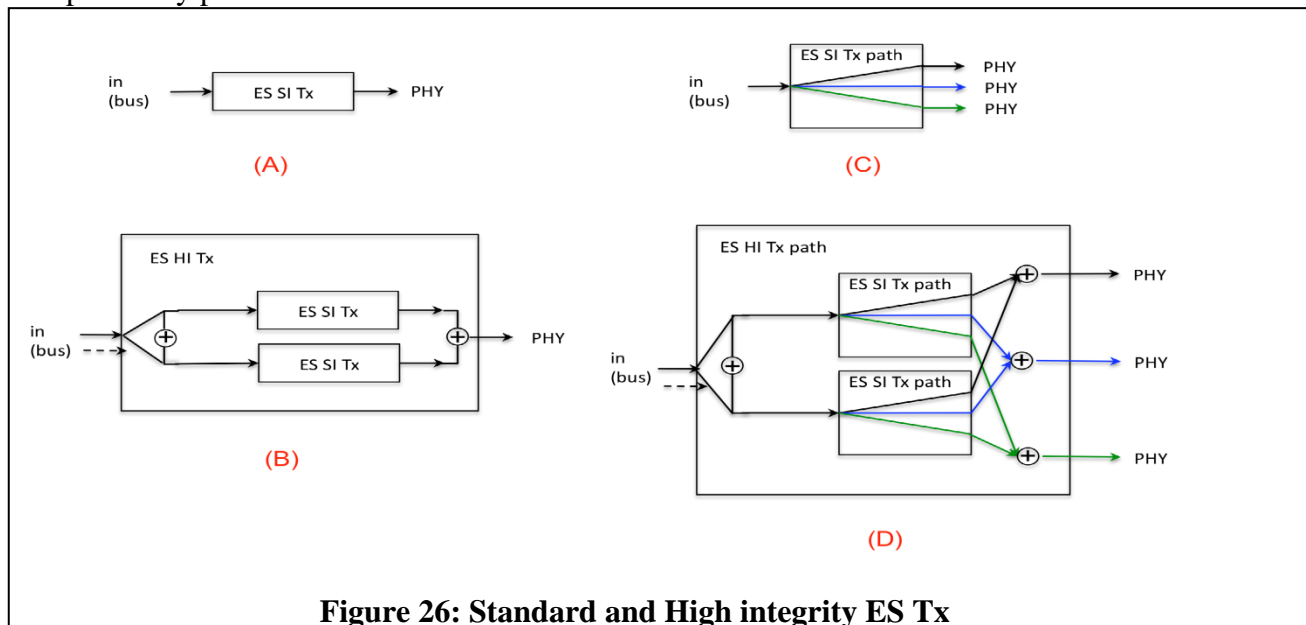 in
(bus)
ES SI Tx
PHY
(A)
in
(bus)
ES SI Tx path
PHY
PHY
PHY
(C)
ES HI Tx
in
(bus)
ES SI Tx
ES SI Tx
PHY
(B)
ES HI Tx path
in
(bus)
ES SI Tx path
ES SI Tx path
PHY
PHY
PHY
(D)
Figure 26: Standard and High integrity ES Tx